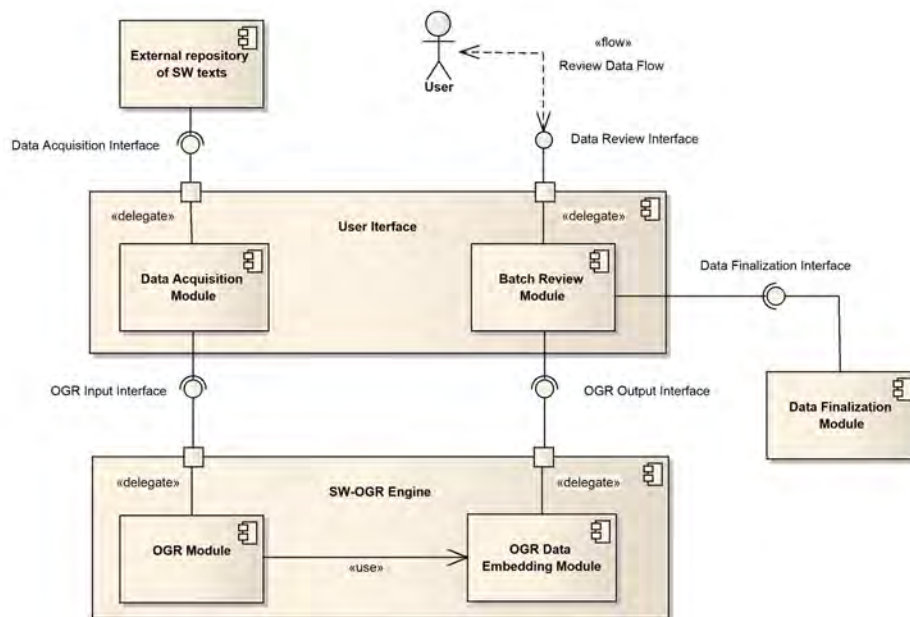 External repository
of SW texts
«flow»
Review Data Flow
User
Data Acquisition Interface
Data Review Interface
«delegate»
User Iterface
«delegate»
Data Acquisition
Module
Batch Review
Module
Data Finalization Interface
OGR Input Interface
OGR Output Interface
Data Finalization
Module
«delegate»
SW-OGR Engine
«delegate»
OGR Module
OGR Data
Embedding Module
«use»